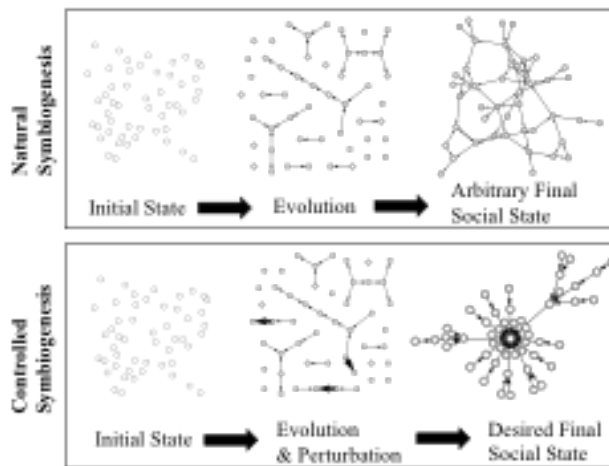 Natural
Symbiogenesis
Initial State
Evolution
Arbitrary Final
Social State
Controlled
Symbiogenesis
Initial State
Evolution
& Perturbation
Desired Final
Social State